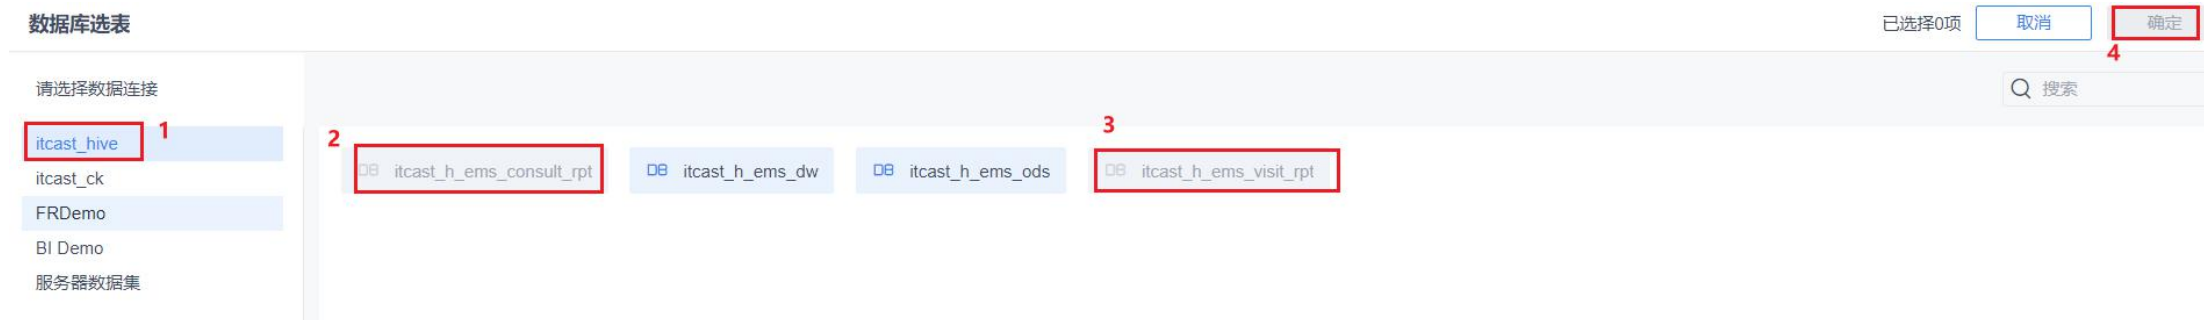 数据库选表
已选择0项 取消 确定
4
请选择数据连接
搜索
itcast_hive 1
2 3
DB itcast_h_ems_consult_rpt DB itcast_h_ems_dw DB itcast_h_ems_ods DB itcast_h_ems_visit_rpt
itcast_ck
FRDemo
BI Demo
服务器数据集